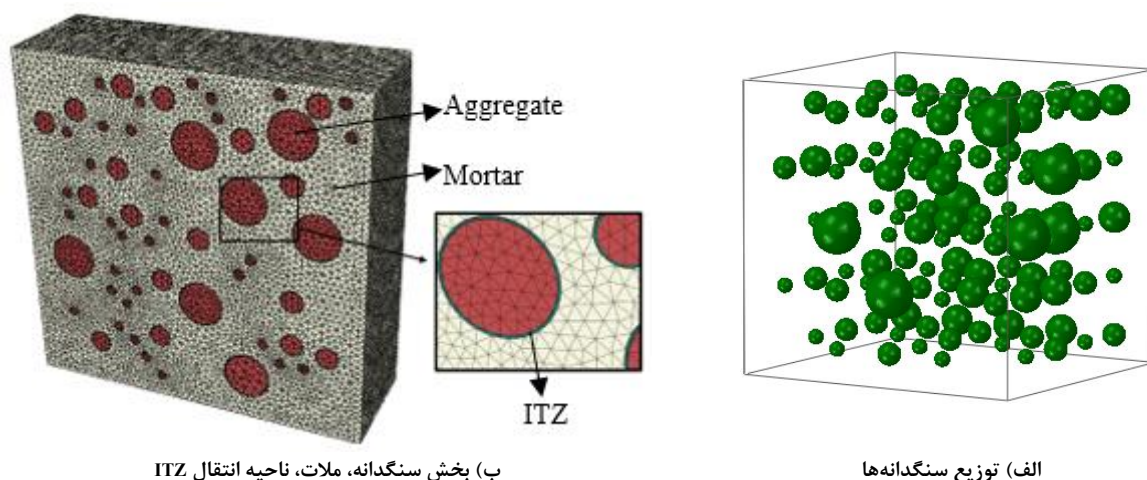 Aggregate
Mortar
ITZ
الف) توزیع سنگدانه‌ها
ب) بخش سنگدانه، ملات، ناحیه انتقال ITZ